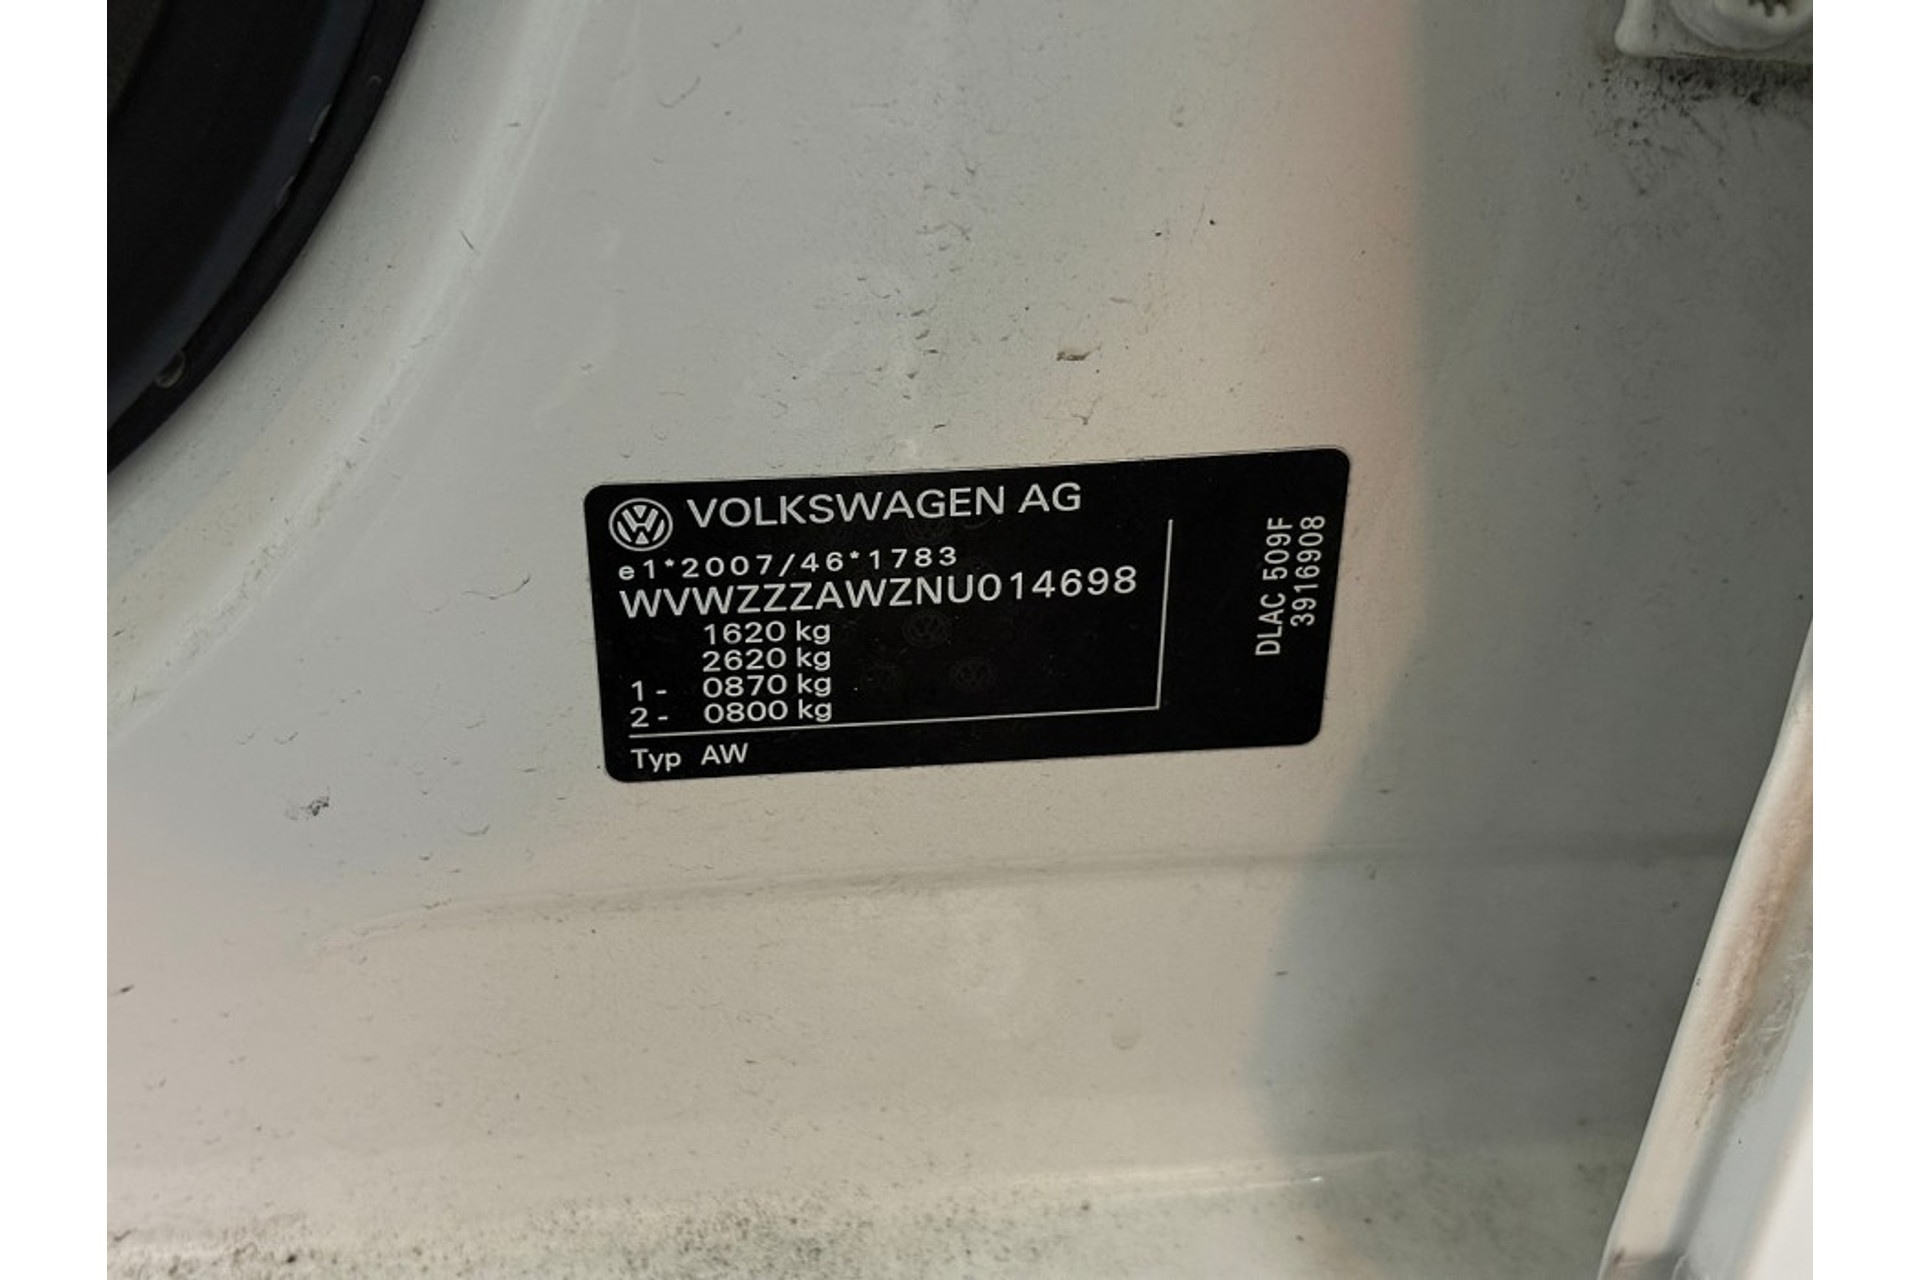 VOLKSWAGEN AG
e1*2007/46*1783
WVWZZZAWZNU014698
1620 kg
2620 kg
1- 0870 kg
2- 0800 kg
Typ AW
DLAC 509F
3916908